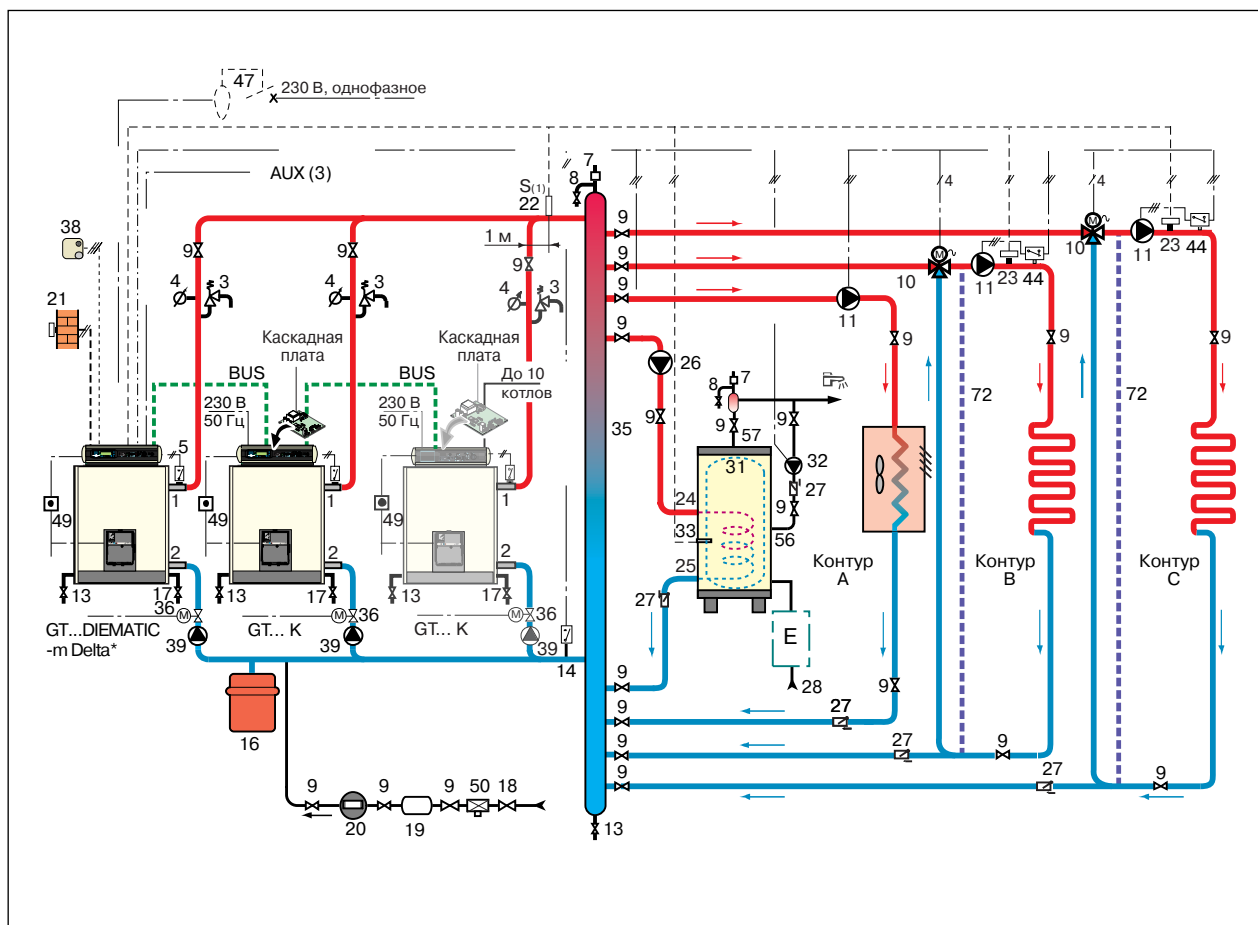 47
230 В, однофазное
AUX (3)
S(1)
22
8
7
1 м
38
21
9
9
9
4
3
4
3
4
3
Каскадная
плата
Каскадная
плата
BUS
BUS
До 10
котлов
230 В
50 Гц
230 В
50 Гц
5
1
1
1
49
49
49
2
2
2
13
17
13
17
13
17
36
36
36
M
M
M
39
39
39
GT...DIEMATIC
-m Delta*
GT... K
GT... K
14
16
9
9
9
50
18
20
19
13
35
9
9
9
9
4
4
M
M
10
10
11
11
11
23
44
23
44
26
9
8
7
9
57
9
31
32
27
9
24
33
25
56
27
E
28
9
9
9
72
72
Контур
A
Контур
B
Контур
C
9
9
9
9
9
27
27
27
9
9